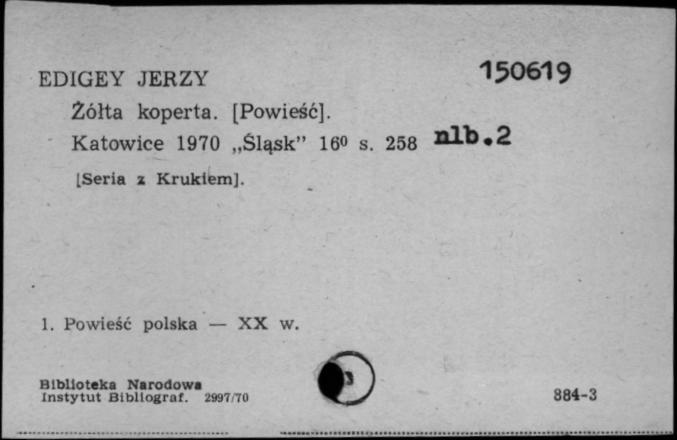 150619
EDIGEY JERZY
Żółta koperta. [Powieść].
Katowice 1970 „Śląsk” 16⁰ s. 258 nlb.2
[Seria z Krukiem].
1. Powieść polska — XX w.
Biblioteka Narodowa
Instytut Bibliograf. 2997/70
884-3